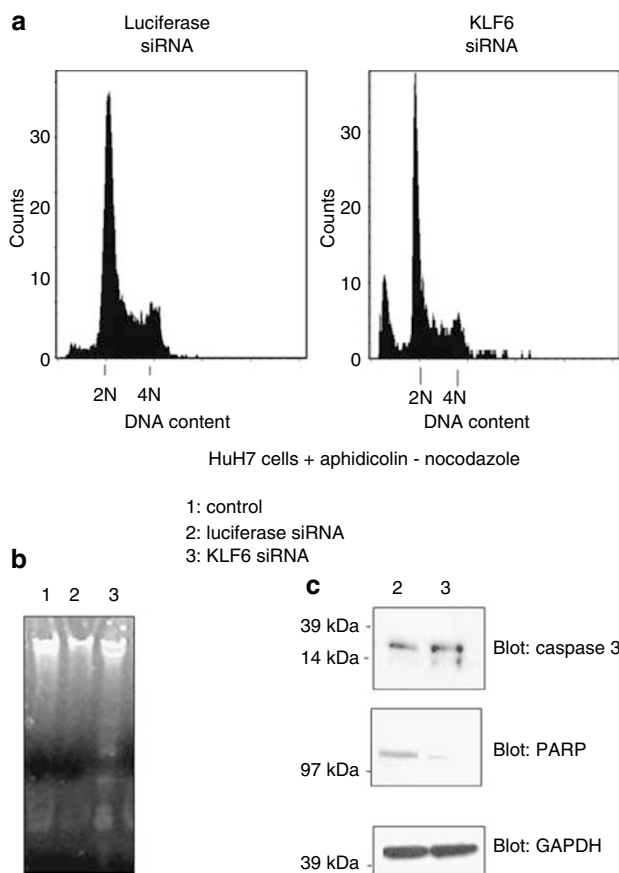 a
Luciferase
siRNA
KLF6
siRNA
Counts
30
20
10
0
2N 4N
DNA content
Counts
30
20
10
0
2N 4N
DNA content
HuH7 cells + aphidicolin - nocodazole
1: control
2: luciferase siRNA
3: KLF6 siRNA
b
1 2 3
c
2 3
39 kDa
14 kDa
Blot: caspase 3
97 kDa
Blot: PARP
39 kDa
Blot: GAPDH